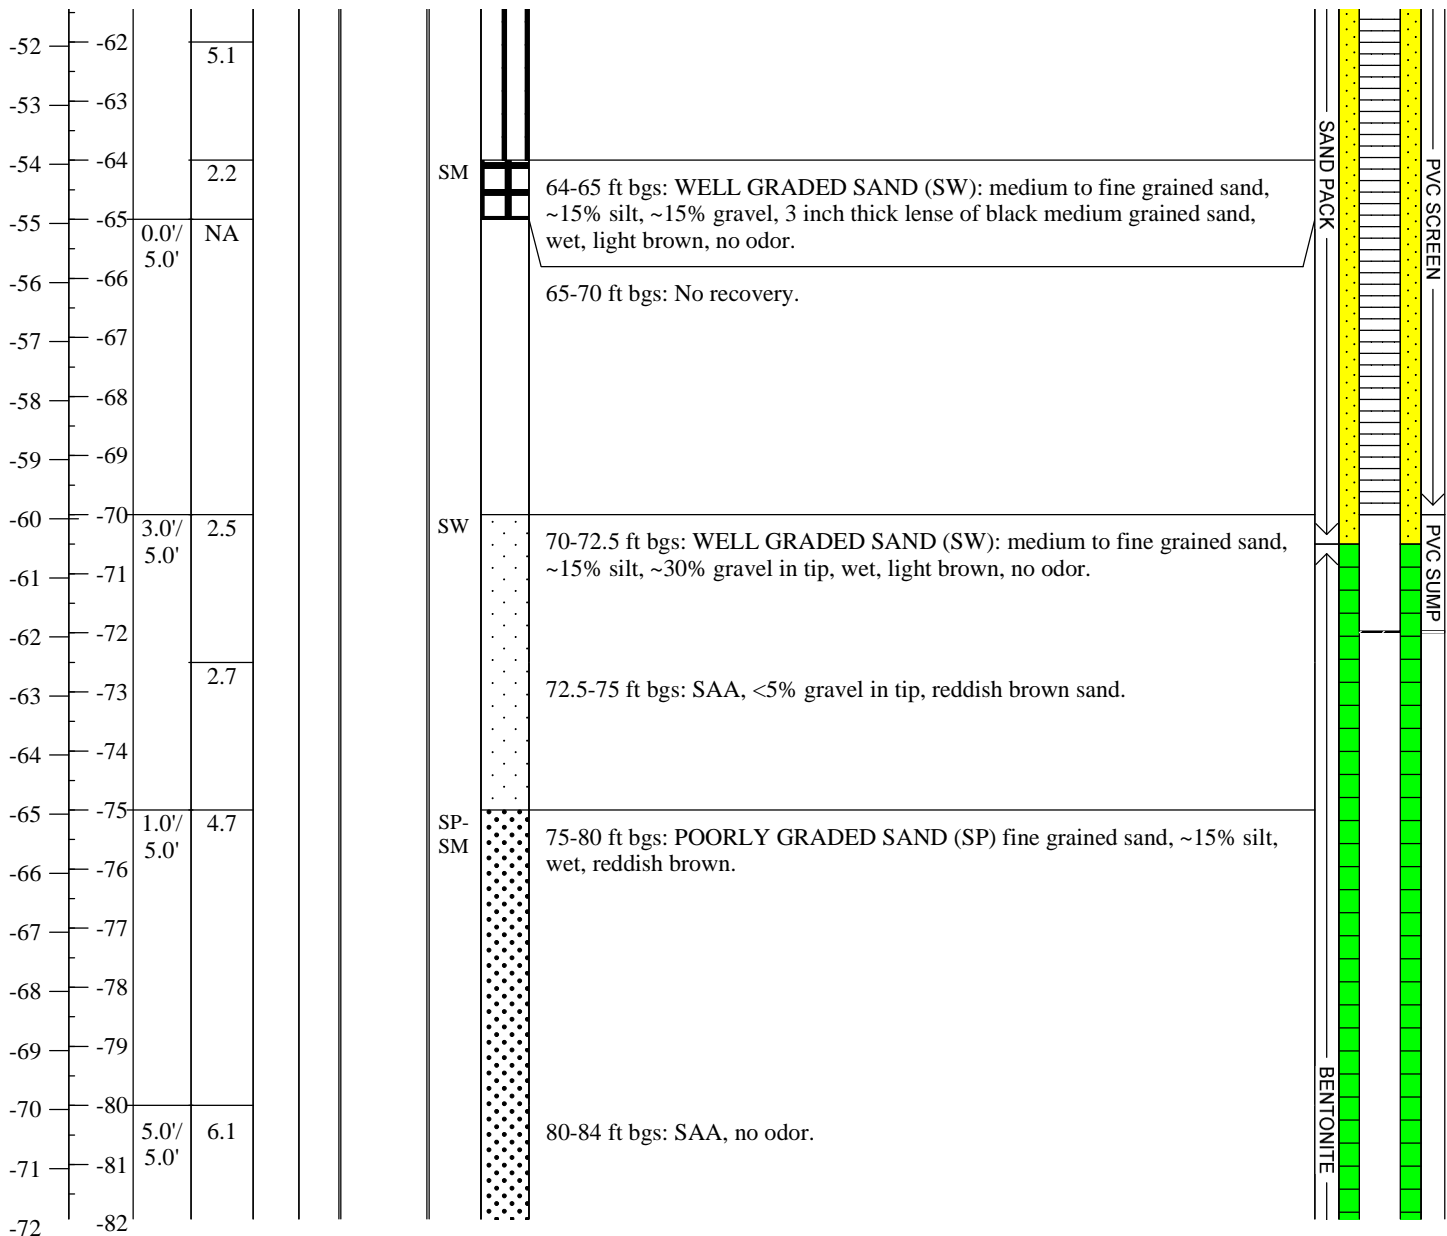 -52
-53
-54
-55
-56
-57
-58
-59
-60
-61
-62
-63
-64
-65
-66
-67
-68
-69
-70
-71
-72
-62
-63
-64
-65
-66
-67
-68
-69
-70
-71
-72
-73
-74
-75
-76
-77
-78
-79
-80
-81
-82
0.0'/
5.0'
3.0'/
5.0'
1.0'/
5.0'
5.0'/
5.0'
5.1
2.2
NA
2.5
2.7
4.7
6.1
SM
SW
SP-
SM
64-65 ft bgs: WELL GRADED SAND (SW): medium to fine grained sand,
~15% silt, ~15% gravel, 3 inch thick lense of black medium grained sand,
wet, light brown, no odor.
65-70 ft bgs: No recovery.
70-72.5 ft bgs: WELL GRADED SAND (SW): medium to fine grained sand,
~15% silt, ~30% gravel in tip, wet, light brown, no odor.
72.5-75 ft bgs: SAA, <5% gravel in tip, reddish brown sand.
75-80 ft bgs: POORLY GRADED SAND (SP) fine grained sand, ~15% silt,
wet, reddish brown.
80-84 ft bgs: SAA, no odor.
SAND PACK
BENTONITE
PVC SCREEN
PVC SUMP